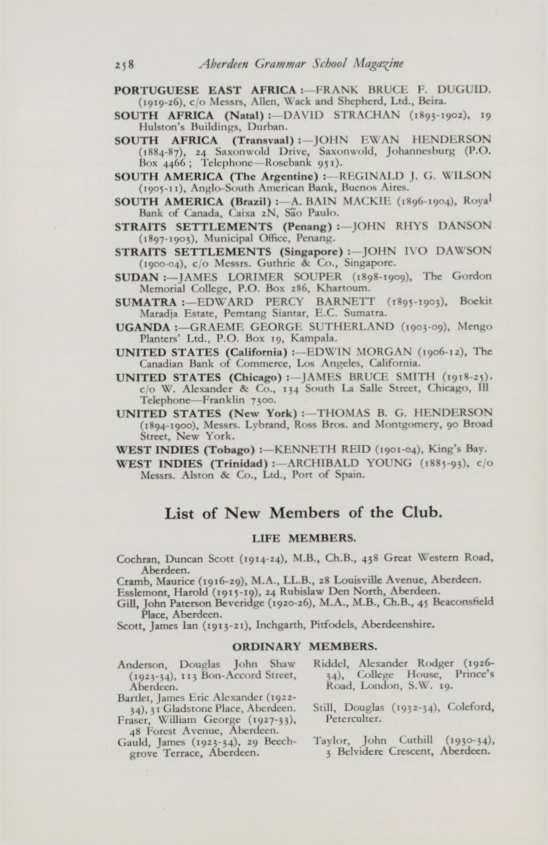 258 Aberdeen Grammar School Magazine
PORTUGUESE EAST AFRICA :—FRANK BRUCE F. DUGUID.
(1919-26), c/o Messrs, Allen, Wack and Shepherd, Ltd., Beira.
SOUTH AFRICA (Natal) :—DAVID STRACHAN (1893-1902), 19
Hulston's Buildings, Durban.
SOUTH AFRICA (Transvaal) :—JOHN EWAN HENDERSON
(1884-87), 24 Saxonwold Drive, Saxonwold, Johannesburg (P.O.
Box 4466 ; Telephone—Rosebank 951).
SOUTH AMERICA (The Argentine) :—REGINALD J. G. WILSON
(1905-11), Anglo-South American Bank, Buenos Aires.
SOUTH AMERICA (Brazil) :—A. BAIN MACKIE (1896-1904), Royal
Bank of Canada, Caixa 2N, São Paulo.
STRAITS SETTLEMENTS (Penang) :—JOHN RHYS DANSON
(1897-1903), Municipal Office, Penang.
STRAITS SETTLEMENTS (Singapore) :—JOHN IVO DAWSON
(1900-04), c/o Messrs. Guthrie & Co., Singapore.
SUDAN :—JAMES LORIMER SOUPER (1898-1909), The Gordon
Memorial College, P.O. Box 286, Khartoum.
SUMATRA :—EDWARD PERCY BARNETT (1895-1903), Boekit
Maradja Estate, Pemtang Siantar, E.C. Sumatra.
UGANDA :—GRAEME GEORGE SUTHERLAND (1903-09), Mengo
Planters' Ltd., P.O. Box 19, Kampala.
UNITED STATES (California) :—EDWIN MORGAN (1906-12), The
Canadian Bank of Commerce, Los Angeles, California.
UNITED STATES (Chicago) :—JAMES BRUCE SMITH (1918-25),
c/o W. Alexander & Co., 134 South La Salle Street, Chicago, Ill
Telephone—Franklin 7300.
UNITED STATES (New York) :—THOMAS B. G. HENDERSON
(1894-1900), Messrs. Lybrand, Ross Bros. and Montgomery, 90 Broad
Street, New York.
WEST INDIES (Tobago) :—KENNETH REID (1901-04), King's Bay.
WEST INDIES (Trinidad) :—ARCHIBALD YOUNG (1885-93), c/o
Messrs. Alston & Co., Ltd., Port of Spain.
List of New Members of the Club.
LIFE MEMBERS.
Cochran, Duncan Scott (1914-24), M.B., Ch.B., 438 Great Western Road,
Aberdeen.
Cramb, Maurice (1916-29), M.A., LL.B., 28 Louisville Avenue, Aberdeen.
Esslemont, Harold (1915-19), 24 Rubislaw Den North, Aberdeen.
Gill, John Paterson Beveridge (1920-26), M.A., M.B., Ch.B., 45 Beaconsfield
Place, Aberdeen.
Scott, James Ian (1913-21), Inchgarth, Pitfodels, Aberdeenshire.
ORDINARY MEMBERS.
Anderson, Douglas John Shaw
(1923-34), 113 Bon-Accord Street,
Aberdeen.
Bartlet, James Eric Alexander (1922-
34), 31 Gladstone Place, Aberdeen.
Fraser, William George (1927-33),
48 Forest Avenue, Aberdeen.
Gauld, James (1923-34), 29 Beech-
grove Terrace, Aberdeen.
Riddel, Alexander Rodger (1926-
34), College House, Prince's
Road, London, S.W. 19.
Still, Douglas (1932-34), Coleford,
Peterculter.
Taylor, John Cuthill (1930-34),
3 Belvidere Crescent, Aberdeen.